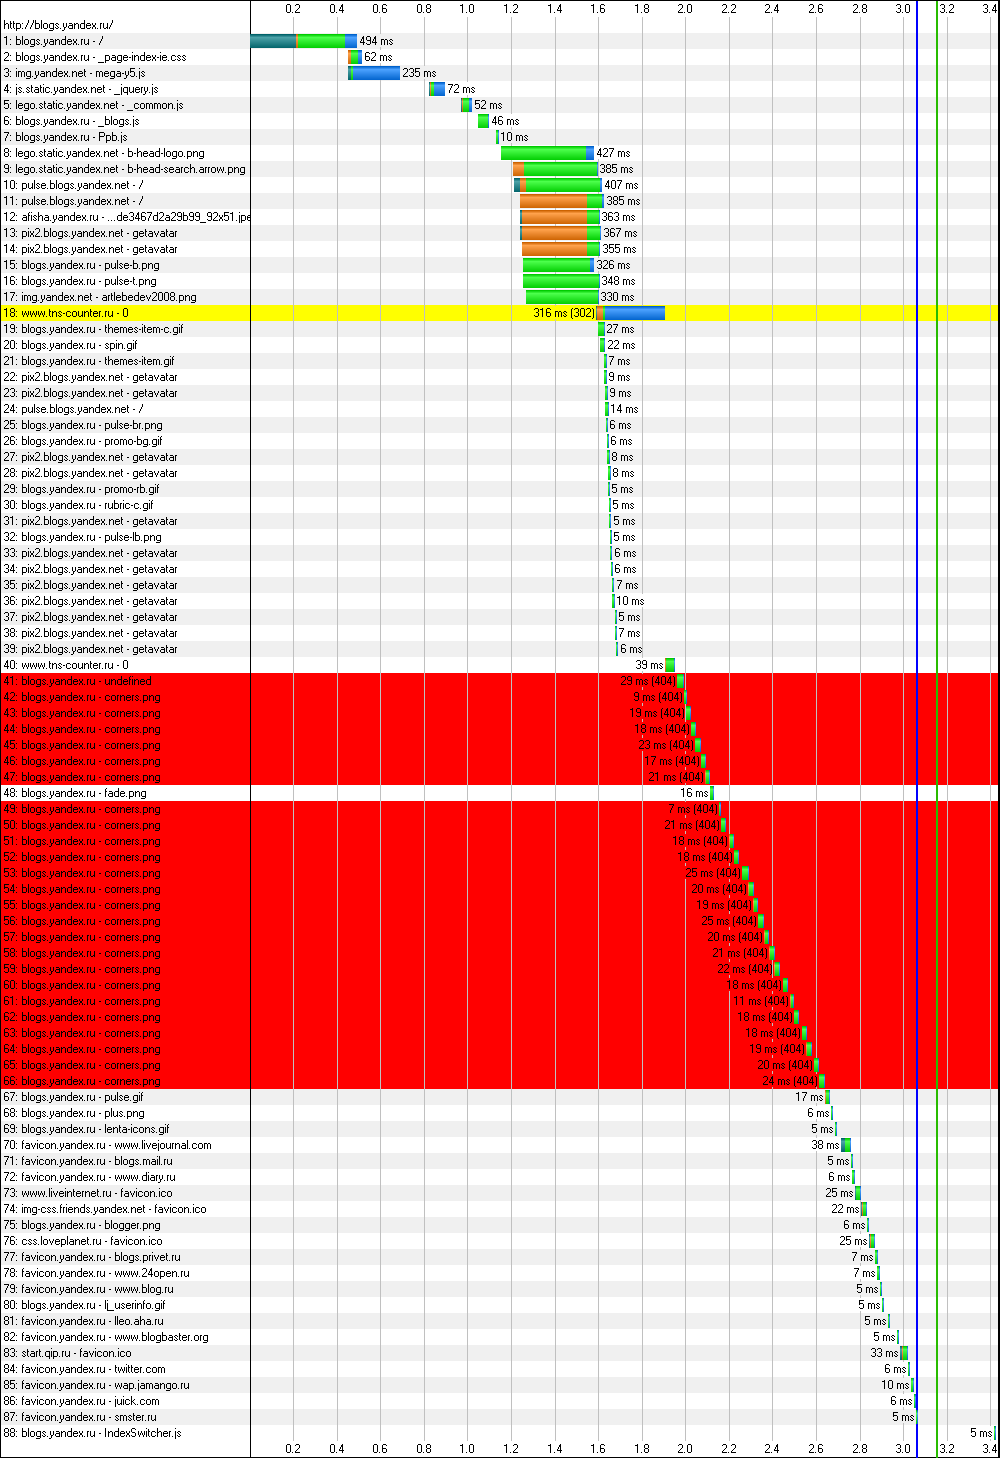 0.2 0.4 0.6 0.8 1.0 1.2 1.4 1.6 1.8 2.0 2.2 2.4 2.6 2.8 3.0 3.2 3.4
http://blogs.yandex.ru/
1: blogs.yandex.ru - / 494 ms
2: blogs.yandex.ru - _page-index-ie.css 62 ms
3: img.yandex.net - mega-y5.js 235 ms
4: js.static.yandex.net - _jquery.js 72 ms
5: lego.static.yandex.net - _common.js 52 ms
6: blogs.yandex.ru - _blogs.js 46 ms
7: blogs.yandex.ru - Ppb.js 10 ms
8: lego.static.yandex.net - b-head-logo.png 427 ms
9: lego.static.yandex.net - b-head-search.arrow.png 385 ms
10: pulse.blogs.yandex.net - / 407 ms
11: pulse.blogs.yandex.net - / 385 ms
12: afisha.yandex.ru - ...de3467d2a29b99_92x51.jpe 363 ms
13: pix2.blogs.yandex.net - getavatar 367 ms
14: pix2.blogs.yandex.net - getavatar 355 ms
15: blogs.yandex.ru - pulse-b.png 326 ms
16: blogs.yandex.ru - pulse-t.png 348 ms
17: img.yandex.net - artlebedev2008.png 330 ms
18: www.tns-counter.ru - 0 316 ms (302)
19: blogs.yandex.ru - themes-item-c.gif 27 ms
20: blogs.yandex.ru - spin.gif 22 ms
21: blogs.yandex.ru - themes-item.gif 7 ms
22: pix2.blogs.yandex.net - getavatar 9 ms
23: pix2.blogs.yandex.net - getavatar 9 ms
24: pulse.blogs.yandex.net - / 14 ms
25: blogs.yandex.ru - pulse-br.png 6 ms
26: blogs.yandex.ru - promo-bg.gif 6 ms
27: pix2.blogs.yandex.net - getavatar 8 ms
28: pix2.blogs.yandex.net - getavatar 8 ms
29: blogs.yandex.ru - promo-rb.gif 5 ms
30: blogs.yandex.ru - rubric-c.gif 5 ms
31: pix2.blogs.yandex.net - getavatar 5 ms
32: blogs.yandex.ru - pulse-lb.png 5 ms
33: pix2.blogs.yandex.net - getavatar 6 ms
34: pix2.blogs.yandex.net - getavatar 6 ms
35: pix2.blogs.yandex.net - getavatar 7 ms
36: pix2.blogs.yandex.net - getavatar 10 ms
37: pix2.blogs.yandex.net - getavatar 5 ms
38: pix2.blogs.yandex.net - getavatar 7 ms
39: pix2.blogs.yandex.net - getavatar 6 ms
40: www.tns-counter.ru - 0 39 ms
41: blogs.yandex.ru - undefined 29 ms (404)
42: blogs.yandex.ru - corners.png 9 ms (404)
43: blogs.yandex.ru - corners.png 19 ms (404)
44: blogs.yandex.ru - corners.png 18 ms (404)
45: blogs.yandex.ru - corners.png 23 ms (404)
46: blogs.yandex.ru - corners.png 17 ms (404)
47: blogs.yandex.ru - corners.png 21 ms (404)
48: blogs.yandex.ru - fade.png 16 ms
49: blogs.yandex.ru - corners.png 7 ms (404)
50: blogs.yandex.ru - corners.png 21 ms (404)
51: blogs.yandex.ru - corners.png 18 ms (404)
52: blogs.yandex.ru - corners.png 18 ms (404)
53: blogs.yandex.ru - corners.png 25 ms (404)
54: blogs.yandex.ru - corners.png 20 ms (404)
55: blogs.yandex.ru - corners.png 19 ms (404)
56: blogs.yandex.ru - corners.png 25 ms (404)
57: blogs.yandex.ru - corners.png 20 ms (404)
58: blogs.yandex.ru - corners.png 21 ms (404)
59: blogs.yandex.ru - corners.png 22 ms (404)
60: blogs.yandex.ru - corners.png 18 ms (404)
61: blogs.yandex.ru - corners.png 11 ms (404)
62: blogs.yandex.ru - corners.png 18 ms (404)
63: blogs.yandex.ru - corners.png 18 ms (404)
64: blogs.yandex.ru - corners.png 19 ms (404)
65: blogs.yandex.ru - corners.png 20 ms (404)
66: blogs.yandex.ru - corners.png 24 ms (404)
67: blogs.yandex.ru - pulse.gif 17 ms
68: blogs.yandex.ru - plus.png 6 ms
69: blogs.yandex.ru - lenta-icons.gif 5 ms
70: favicon.yandex.ru - www.livejournal.com 38 ms
71: favicon.yandex.ru - blogs.mail.ru 5 ms
72: favicon.yandex.ru - www.diary.ru 6 ms
73: www.liveinternet.ru - favicon.ico 25 ms
74: img-css.friends.yandex.net - favicon.ico 22 ms
75: blogs.yandex.ru - blogger.png 6 ms
76: css.loveplanet.ru - favicon.ico 25 ms
77: favicon.yandex.ru - blogs.privet.ru 7 ms
78: favicon.yandex.ru - www.24open.ru 7 ms
79: favicon.yandex.ru - www.blog.ru 5 ms
80: blogs.yandex.ru - lj_userinfo.gif 5 ms
81: favicon.yandex.ru - lleo.aha.ru 5 ms
82: favicon.yandex.ru - www.blogbaster.org 5 ms
83: start.qip.ru - favicon.ico 33 ms
84: favicon.yandex.ru - twitter.com 6 ms
85: favicon.yandex.ru - wap.jamango.ru 10 ms
86: favicon.yandex.ru - juick.com 6 ms
87: favicon.yandex.ru - smster.ru 5 ms
88: blogs.yandex.ru - IndexSwitcher.js 5 ms
0.2 0.4 0.6 0.8 1.0 1.2 1.4 1.6 1.8 2.0 2.2 2.4 2.6 2.8 3.0 3.2 3.4